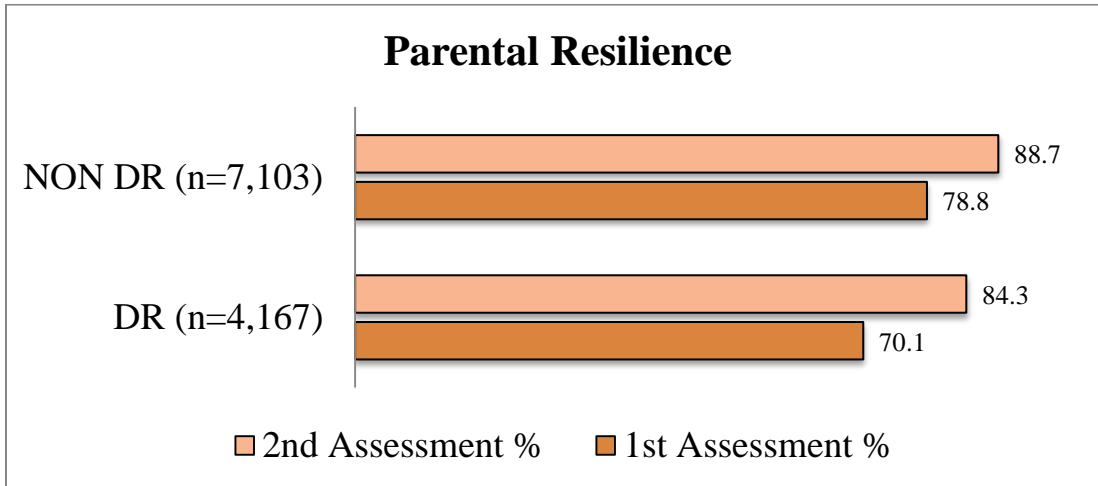 Parental Resilience
NON DR (n=7,103)
88.7
78.8
DR (n=4,167)
84.3
70.1
2nd Assessment % 1st Assessment %